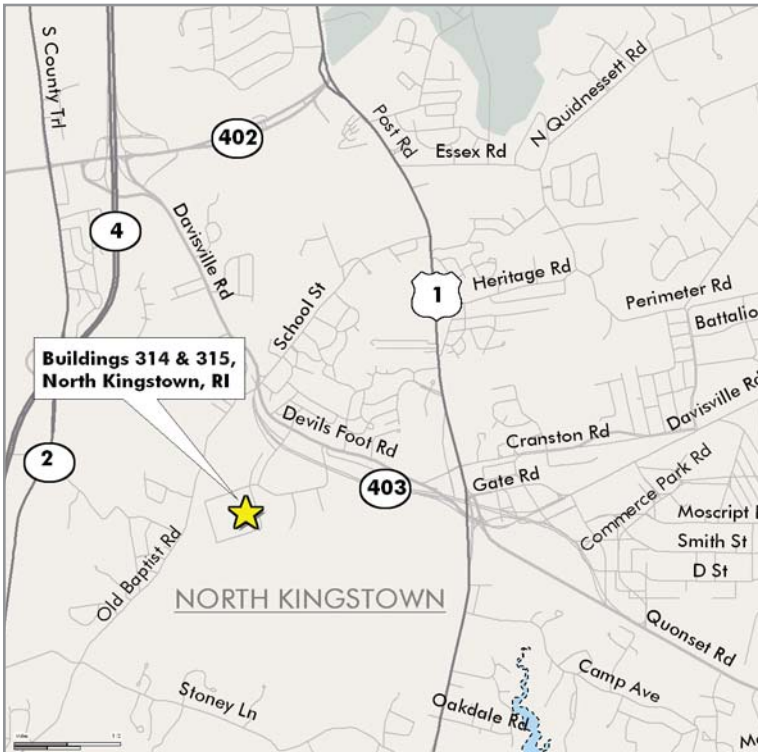 S County Trl
402
Post Rd
Essex Rd
N Quidnessett Rd
4
Davisville Rd
School St
1
Heritage Rd
Perimeter Rd
Battalio
Buildings 314 & 315,
North Kingstown, RI
Devils Foot Rd
Cranston Rd
Davisville Rd
2
403
Gate Rd
Commerce Park Rd
Moscript
Smith St
D St
Old Baptist Rd
NORTH KINGSTOWN
Quonset Rd
Stoney Ln
Oakdale Rd
Camp Ave